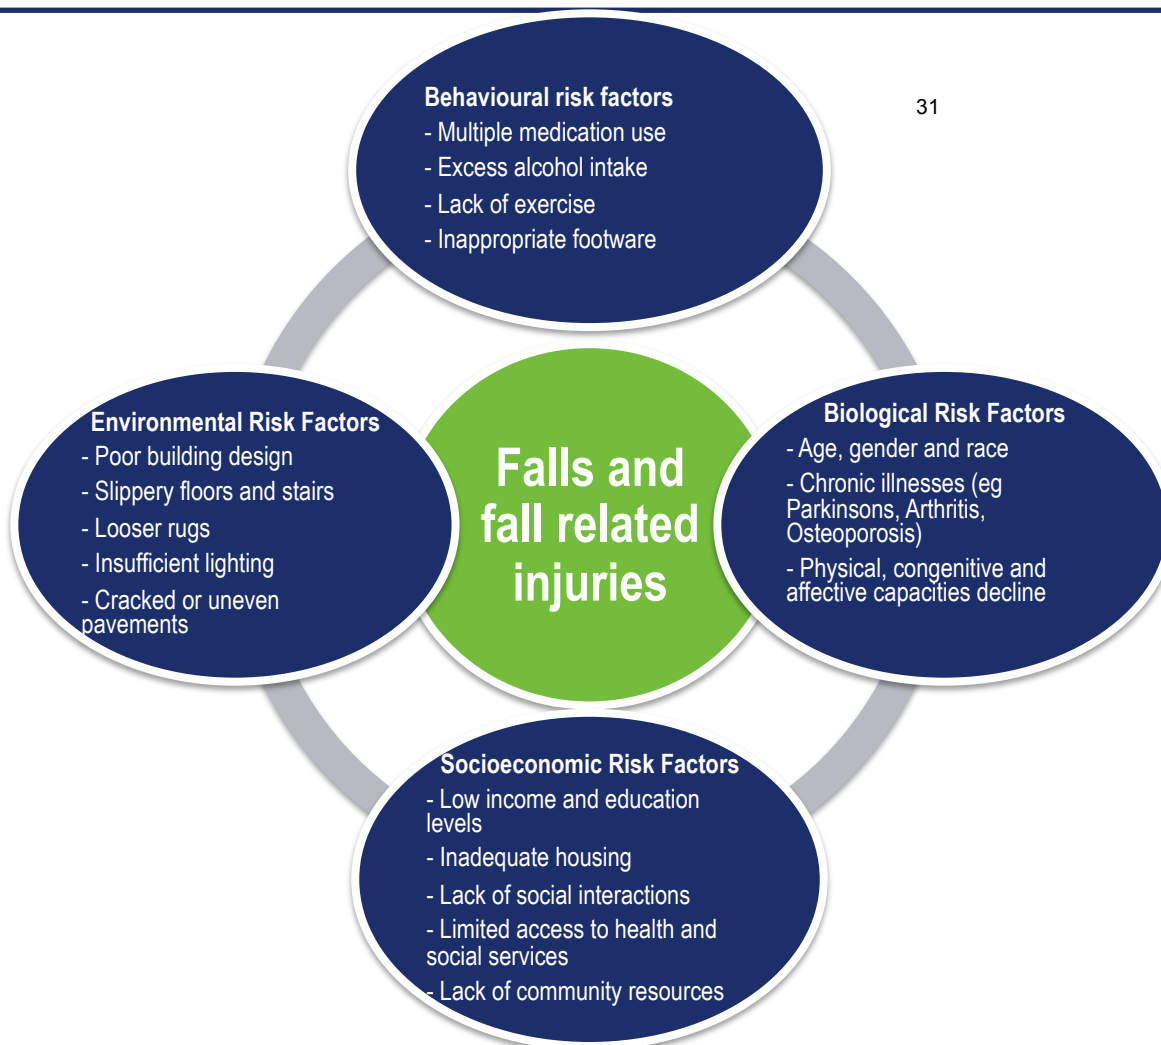 31
Behavioural risk factors
- Multiple medication use
- Excess alcohol intake
- Lack of exercise
- Inappropriate footware
Environmental Risk Factors
- Poor building design
- Slippery floors and stairs
- Looser rugs
- Insufficient lighting
- Cracked or uneven
pavements
Falls and
fall related
injuries
Biological Risk Factors
- Age, gender and race
- Chronic illnesses (eg
Parkinsons, Arthritis,
Osteoporosis)
- Physical, congenitive and
affective capacities decline
Socioeconomic Risk Factors
- Low income and education
levels
- Inadequate housing
- Lack of social interactions
- Limited access to health and
social services
- Lack of community resources